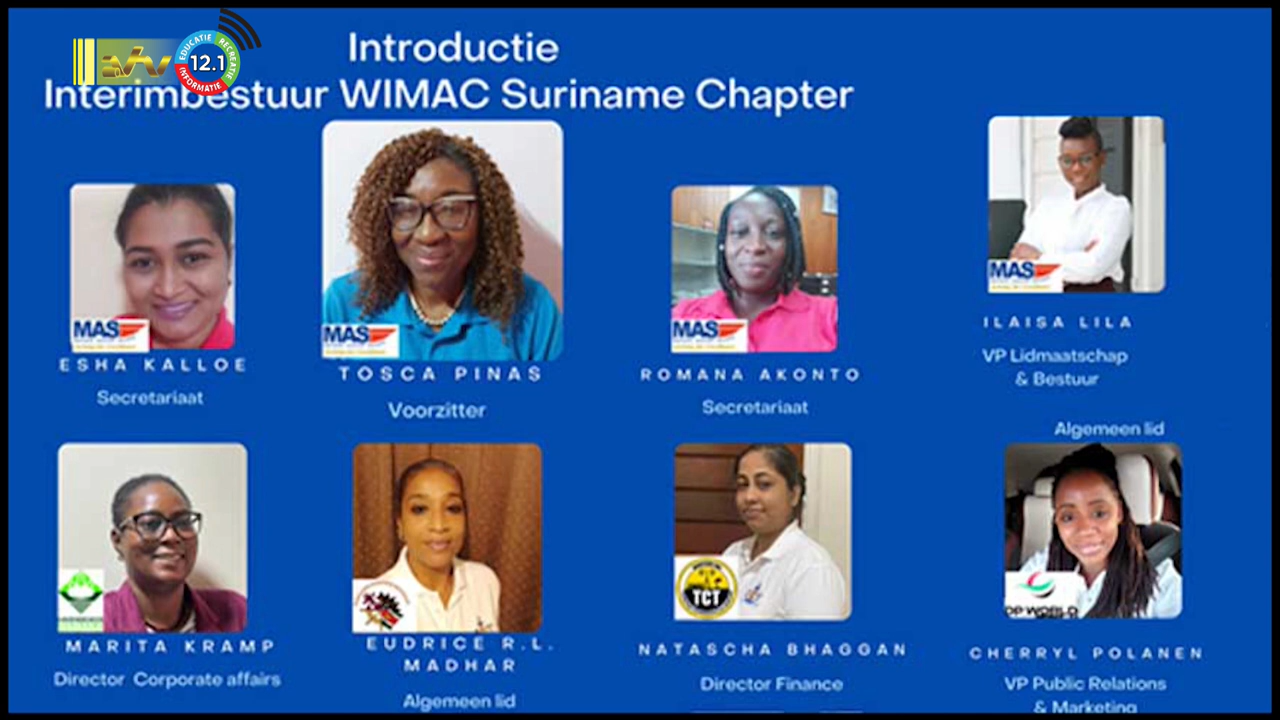 EVTV
EDUCATIE
RECREATIE
INFORMATIE
12.1
Introductie
Interimbestuur WIMAC Suriname Chapter
MAS
ESHA KALLOE
Secretariaat
MAS
TOSCA PINAS
Voorzitter
MAS
ROMANA AKONTO
Secretariaat
MAS
ILAISA LILA
VP Lidmaatschap
& Bestuur
Algemeen lid
MARITA KRAMP
Director Corporate affairs
EUDRICE R.L.
MADHAR
Algemeen lid
TCT
NATASCHA BHAGGAN
Director Finance
DP WORLD
CHERRYL POLANEN
VP Public Relations
& Marketing